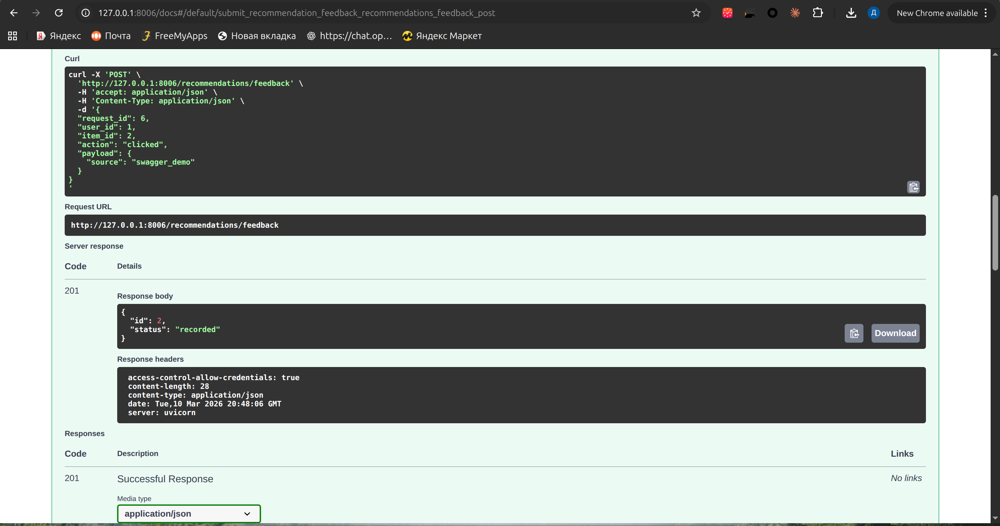 127.0.0.1:8006/docs#/default/submit_recommendation_feedback_recommendations_feedback_post
Д
New Chrome available
Яндекс
Почта
FreeMyApps
Новая вкладка
https://chat.op...
Яндекс Маркет
Curl
curl -X 'POST' \
'http://127.0.0.1:8006/recommendations/feedback' \
-H 'accept: application/json' \
-H 'Content-Type: application/json' \
-d '{
"request_id": 6,
"user_id": 1,
"item_id": 2,
"action": "clicked",
"payload": {
"source": "swagger_demo"
}
}
'
Request URL
http://127.0.0.1:8006/recommendations/feedback
Server response
Code Details
201
Response body
{
"id": 2,
"status": "recorded"
}
Download
Response headers
access-control-allow-credentials: true
content-length: 28
content-type: application/json
date: Tue,10 Mar 2026 20:48:06 GMT
server: uvicorn
Responses
Code Description Links
201 Successful Response No links
Media type
application/json